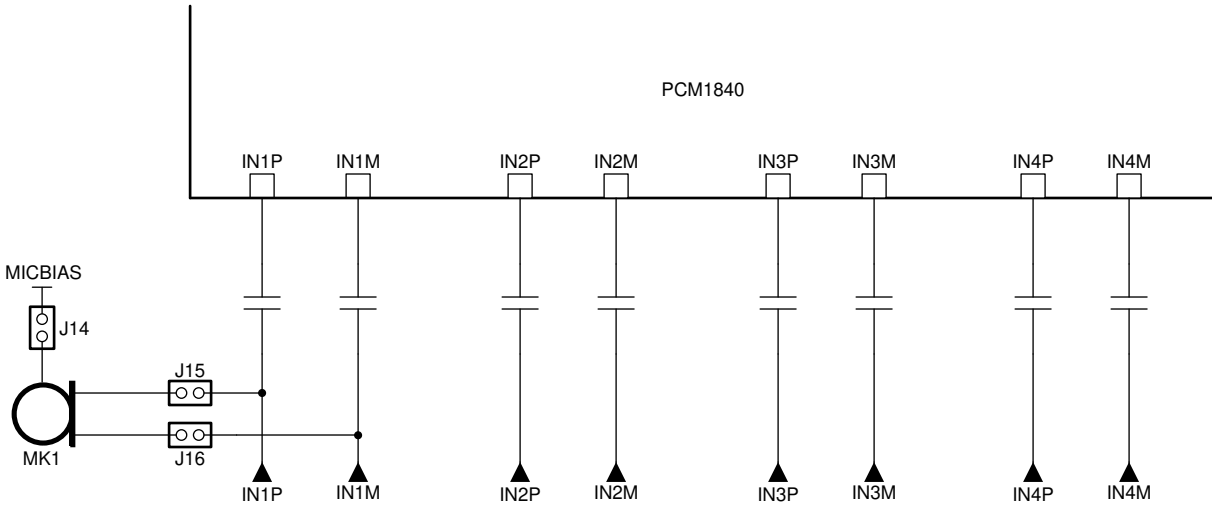 PCM1840
IN1P IN1M IN2P IN2M IN3P IN3M IN4P IN4M
MICBIAS
J14
J15
J16
MK1
IN1P IN1M IN2P IN2M IN3P IN3M IN4P IN4M